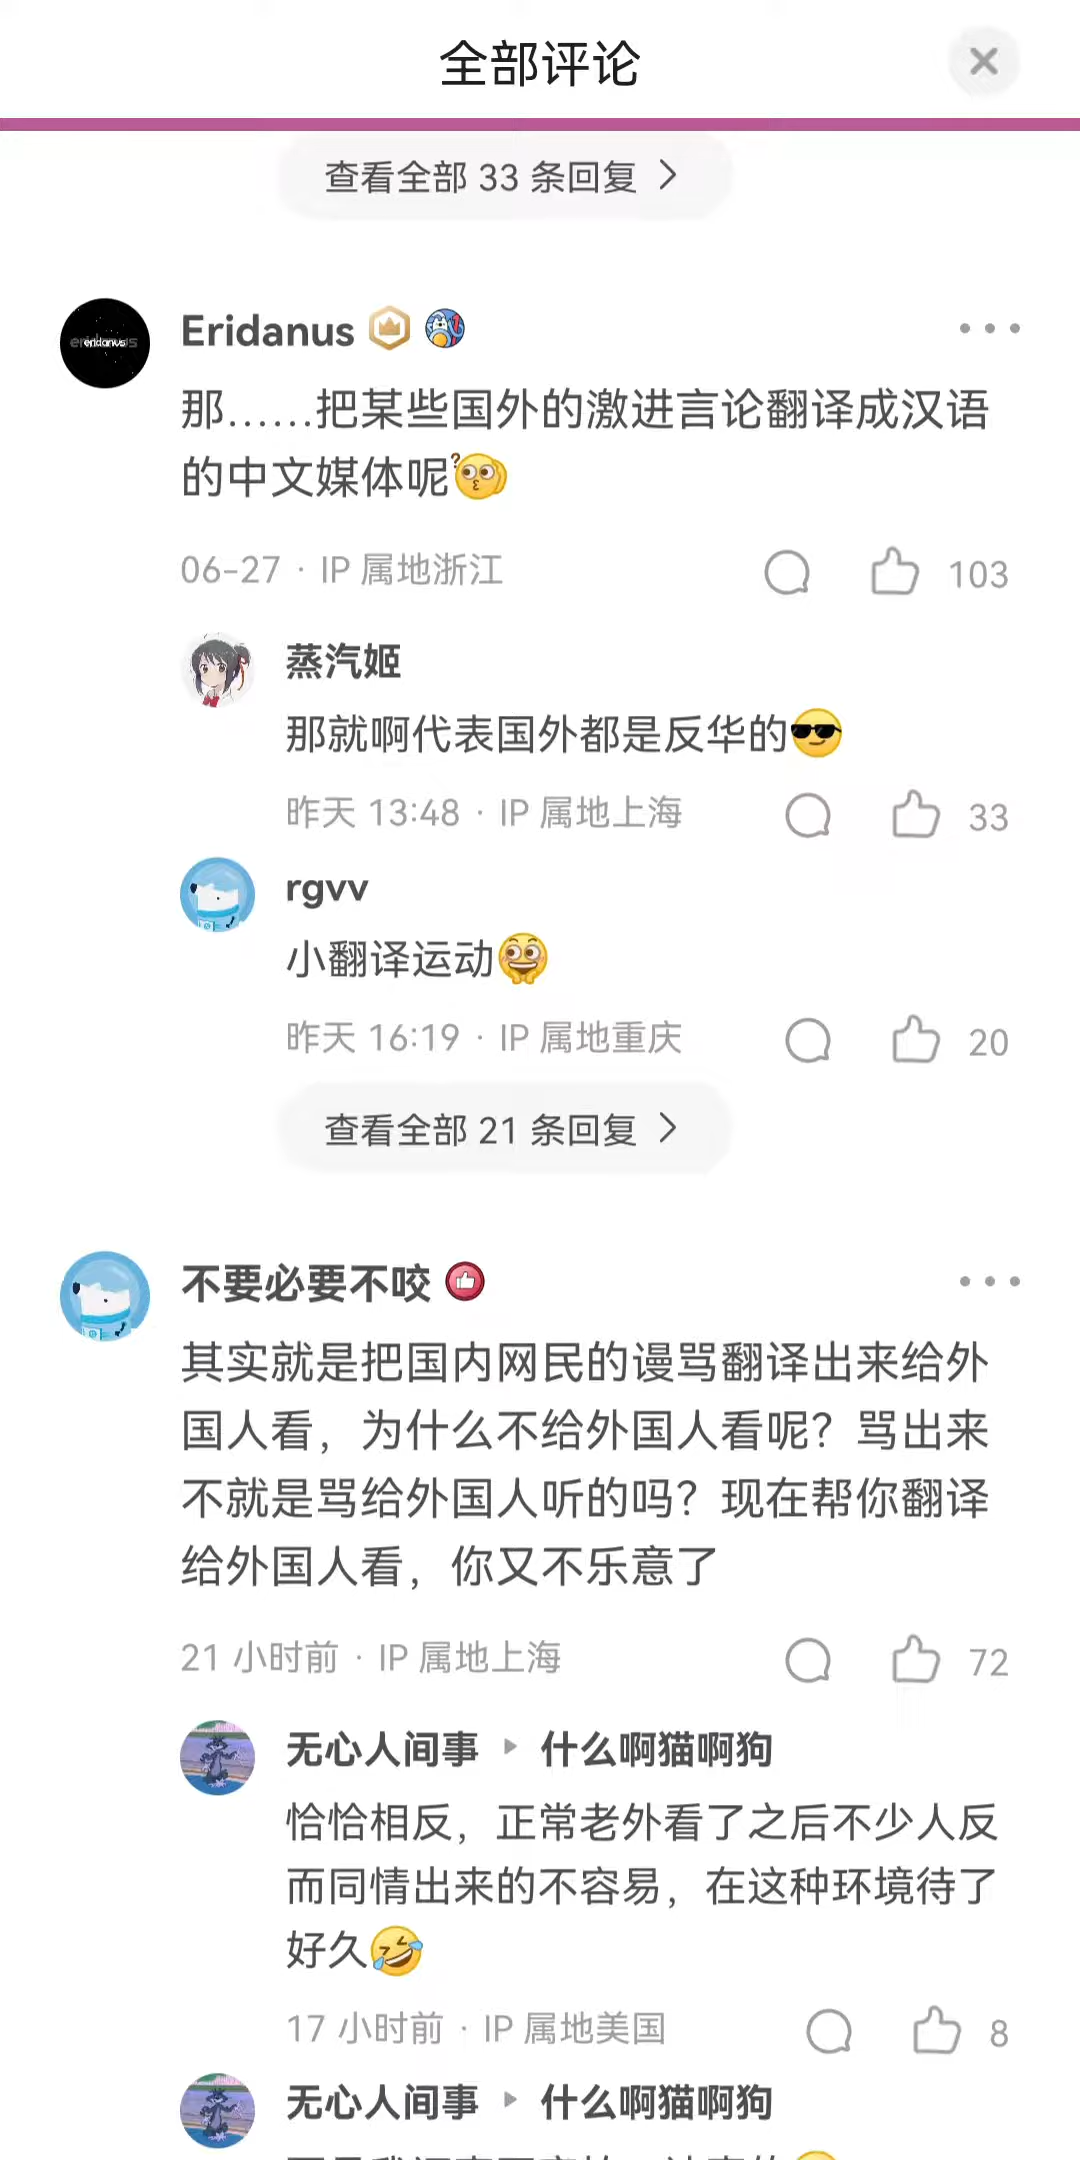 全部评论
查看全部 33 条回复
Eridanus
那……把某些国外的激进言论翻译成汉语
的中文媒体呢
06-27 · IP 属地浙江
103
蒸汽姬
那就啊代表国外都是反华的
昨天 13:48 · IP 属地上海
33
rgvv
小翻译运动
昨天 16:19 · IP 属地重庆
20
查看全部 21 条回复
不要必要不咬
其实就是把国内网民的谩骂翻译出来给外
国人看，为什么不给外国人看呢？骂出来
不就是骂给外国人听的吗？现在帮你翻译
给外国人看，你又不乐意了
21 小时前 · IP 属地上海
72
无心人间事 什么啊猫啊狗
恰恰相反，正常老外看了之后不少人反
而同情出来的不容易，在这种环境待了
好久
17 小时前 · IP 属地美国
8
无心人间事 什么啊猫啊狗